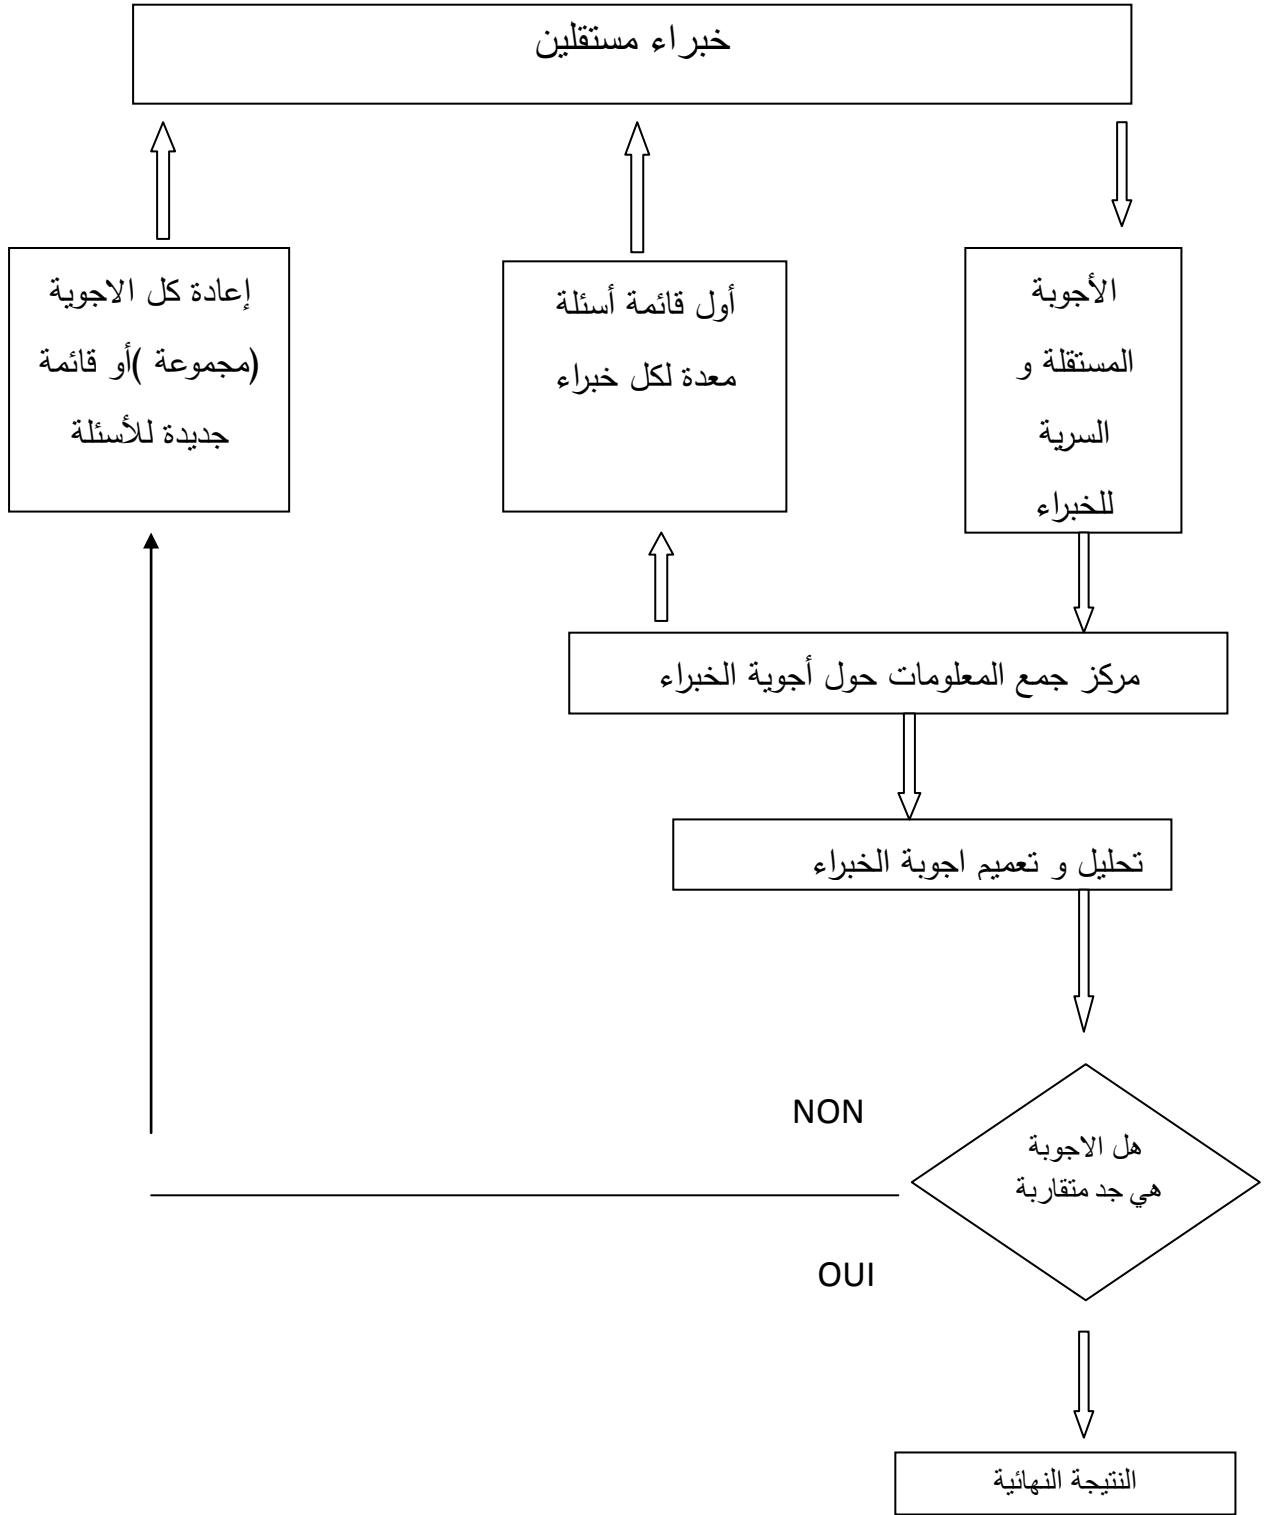 خبراء مستقلين
الأجوبة
المستقلة و
السرية
للخبراء
أول قائمة أسئلة
معدة لكل خبراء
إعادة كل الاجوبة
(مجموعة )أو قائمة
جديدة للأسئلة
مركز جمع المعلومات حول أجوبة الخبراء
تحليل و تعميم اجوبة الخبراء
NON
هل الاجوبة
هي جد متقاربة
OUI
النتيجة النهائية